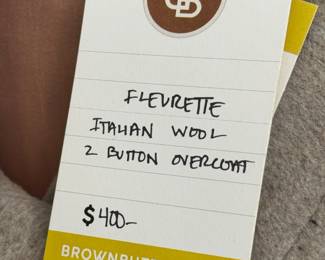 FLEURETTE
ITALIAN WOOL
2 BUTTON OVERCOAT
$400-